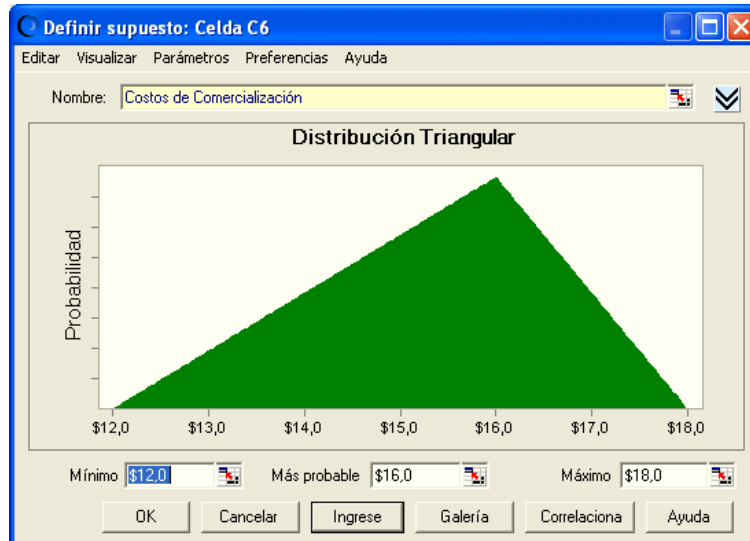 Definir supuesto: Celda C6
Editar Visualizar Parámetros Preferencias Ayuda
Nombre: Costos de Comercialización
Distribución Triangular
Probabilidad
$12,0 $13,0 $14,0 $15,0 $16,0 $17,0 $18,0
Mínimo $12,0 Más probable $16,0 Máximo $18,0
OK Cancelar Ingrese Galería Correlaciona Ayuda